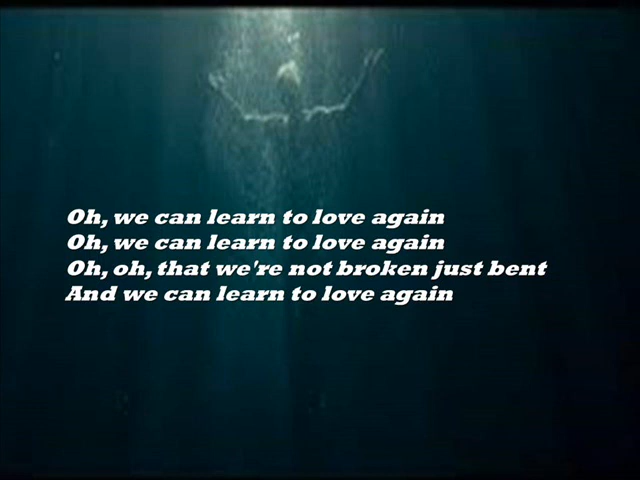 Oh, we can learn to love again
Oh, we can learn to love again
Oh, oh, that we're not broken just bent
And we can learn to love again